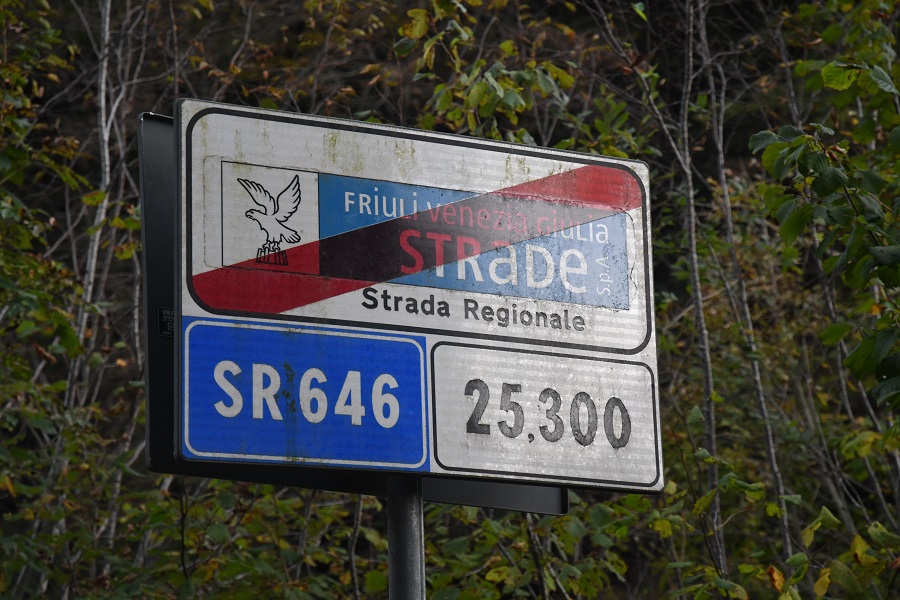 FRIULI VENEZIA GIULIA
STRADE S.p.A.
Strada Regionale
SR 646
25,300